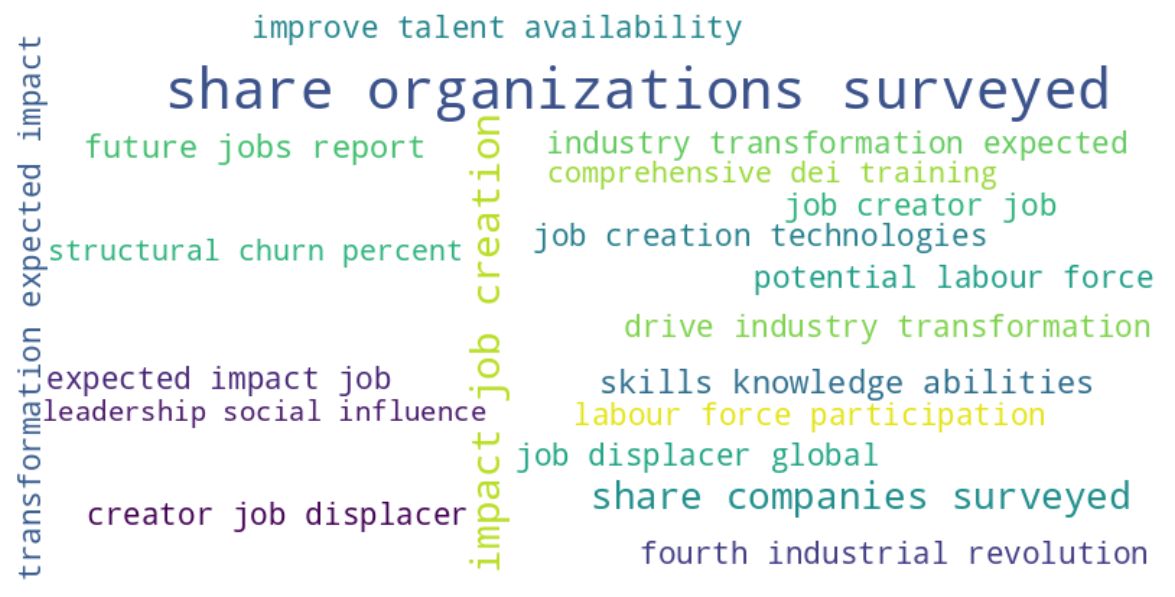 improve talent availability
share organizations surveyed
transformation expected impact
future jobs report
impact job creation
industry transformation expected
comprehensive dei training
job creator job
job creation technologies
structural churn percent
potential labour force
drive industry transformation
expected impact job
skills knowledge abilities
leadership social influence
labour force participation
job displacer global
share companies surveyed
creator job displacer
fourth industrial revolution